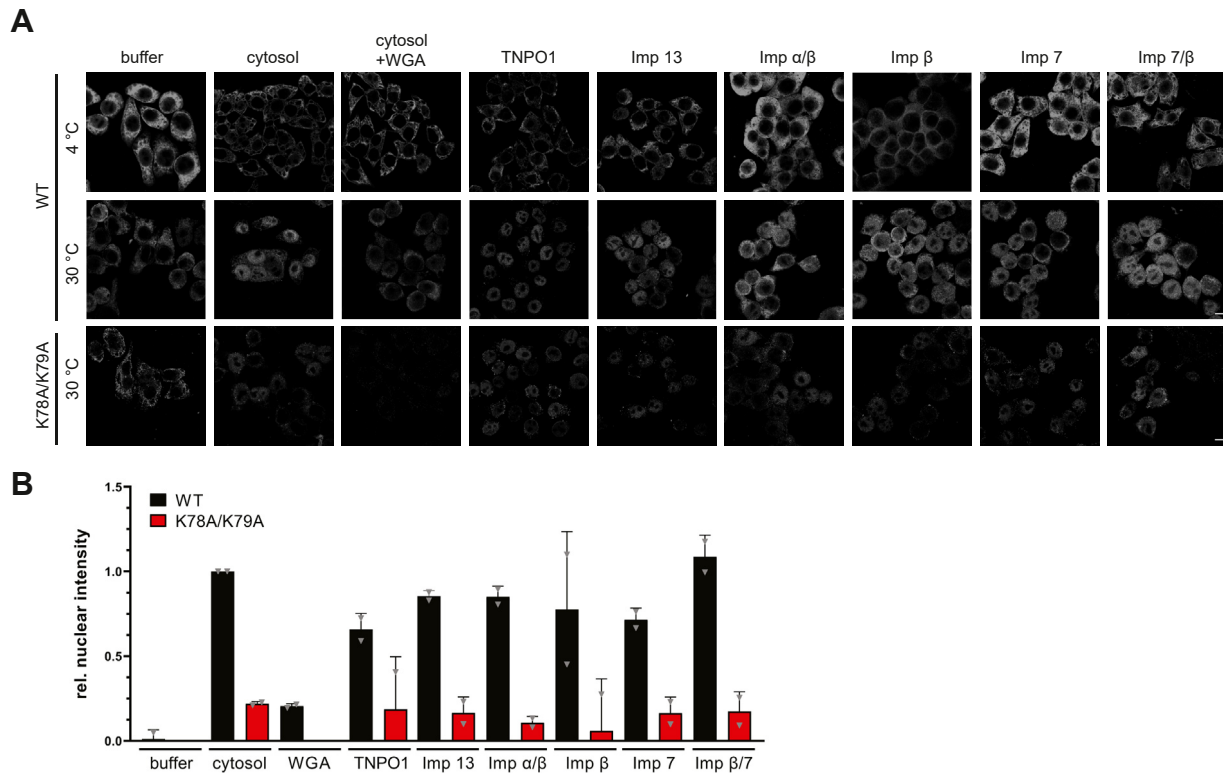 A
buffer cytosol cytosol +WGA TNPO1 Imp 13 Imp α/β Imp β Imp 7 Imp 7/β
WT
4 °C
30 °C
K78A/K79A
30 °C
B
WT
K78A/K79A
rel. nuclear intensity
1.5
1.0
0.5
0.0
buffer cytosol WGA TNPO1 Imp 13 Imp α/β Imp β Imp 7 Imp β/7